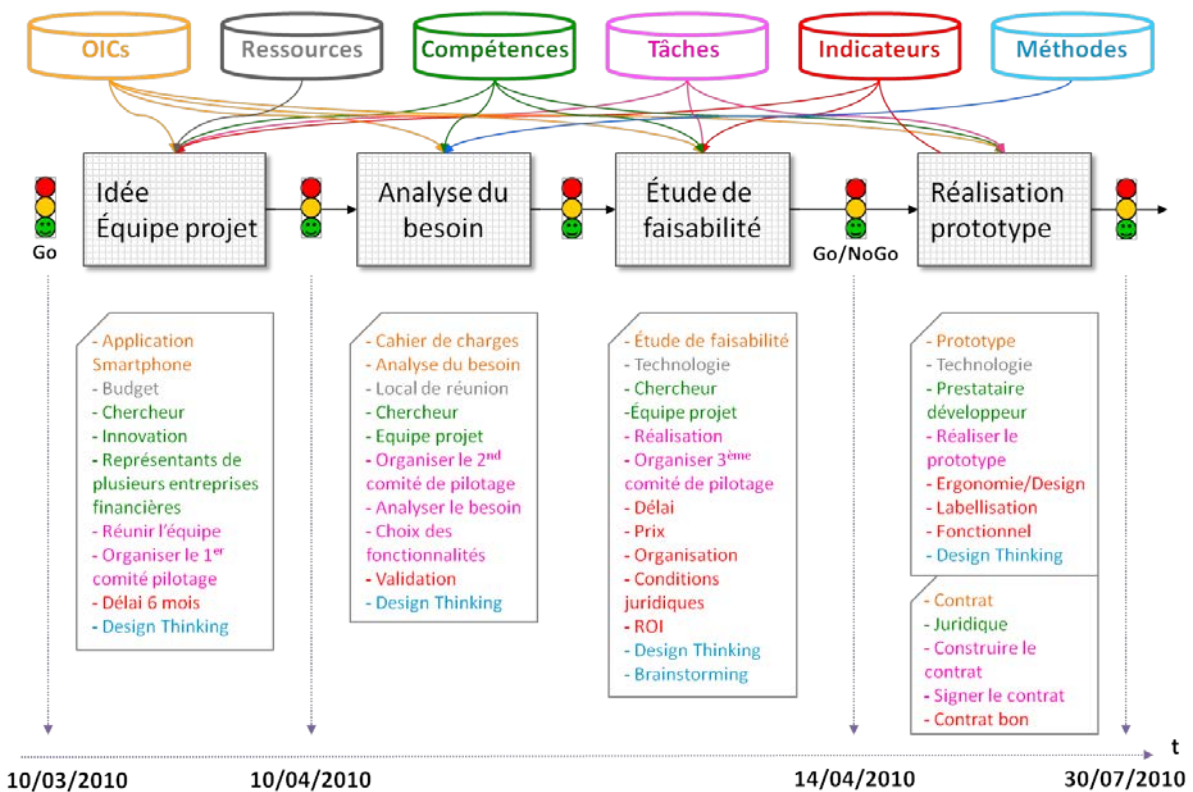 OICs
Ressources
Compétences
Tâches
Indicateurs
Méthodes
Idée
Équipe projet
Analyse du
besoin
Étude de
faisabilité
Réalisation
prototype
Go
Go/NoGo
- Application
Smartphone
- Budget
- Chercheur
- Innovation
- Représentants de
plusieurs entreprises
financières
- Réunir l'équipe
- Organiser le 1er
comité pilotage
- Délai 6 mois
- Design Thinking
- Cahier de charges
- Analyse du besoin
- Local de réunion
- Chercheur
- Equipe projet
- Organiser le 2nd
comité de pilotage
- Analyser le besoin
- Choix des
fonctionnalités
- Validation
- Design Thinking
- Étude de faisabilité
- Technologie
- Chercheur
-Équipe projet
- Réalisation
- Organiser 3ème
comité de pilotage
- Délai
- Prix
- Organisation
- Conditions
juridiques
- ROI
- Design Thinking
- Brainstorming
- Prototype
- Technologie
- Prestataire
développeur
- Réaliser le
prototype
- Ergonomie/Design
- Labellisation
- Fonctionnel
- Design Thinking
- Contrat
- Juridique
- Construire le
contrat
- Signer le contrat
- Contrat bon
t
10/03/2010
10/04/2010
14/04/2010
30/07/2010